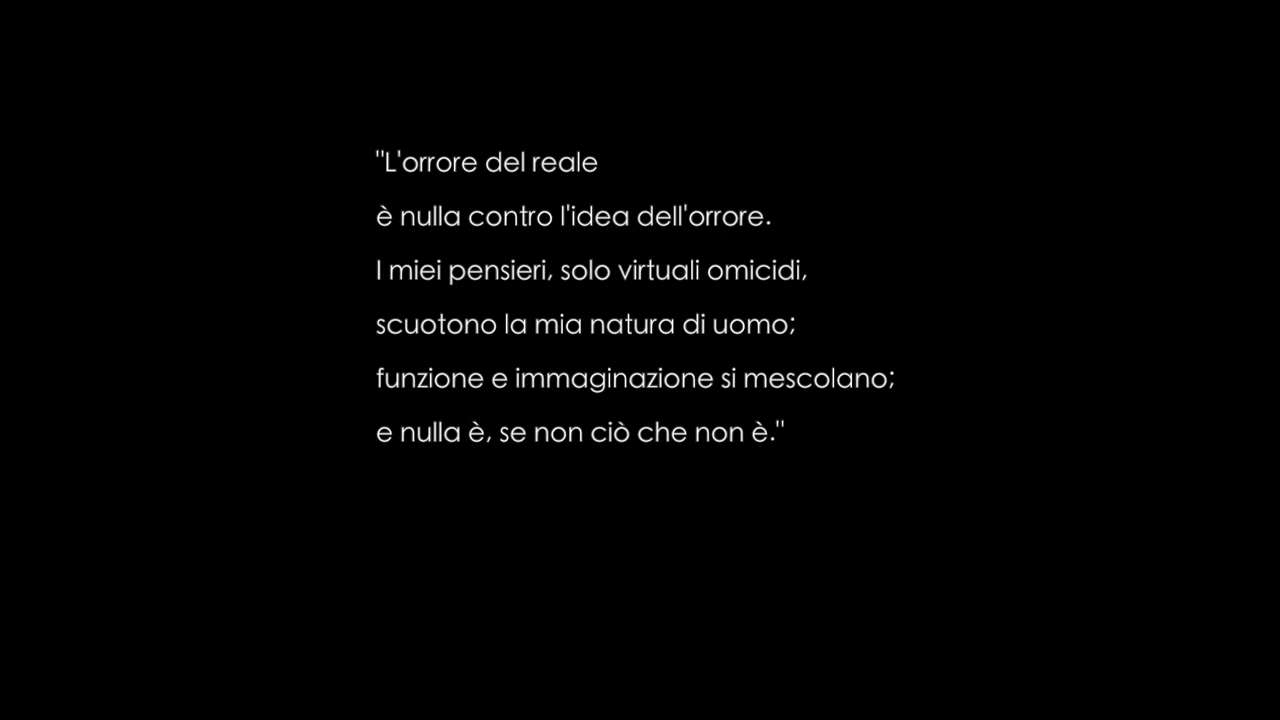 "L'orrore del reale
è nulla contro l'idea dell'orrore.
I miei pensieri, solo virtuali omicidi,
scuotono la mia natura di uomo;
funzione e immaginazione si mescolano;
e nulla è, se non ciò che non è."